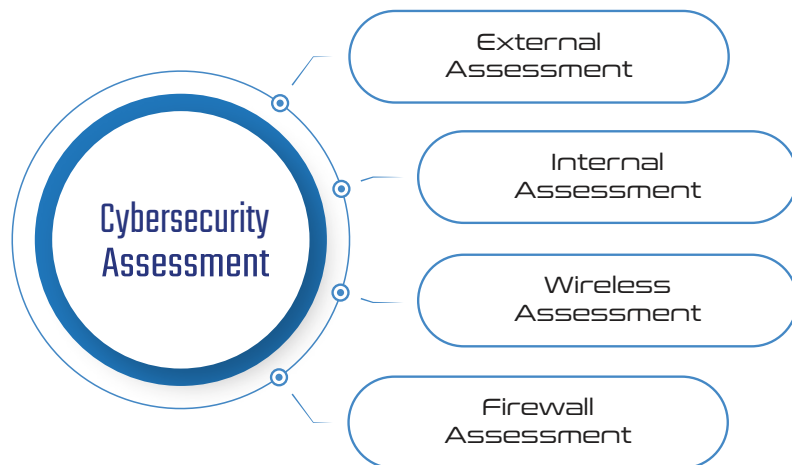 Cybersecurity
Assessment
External
Assessment
Internal
Assessment
Wireless
Assessment
Firewall
Assessment